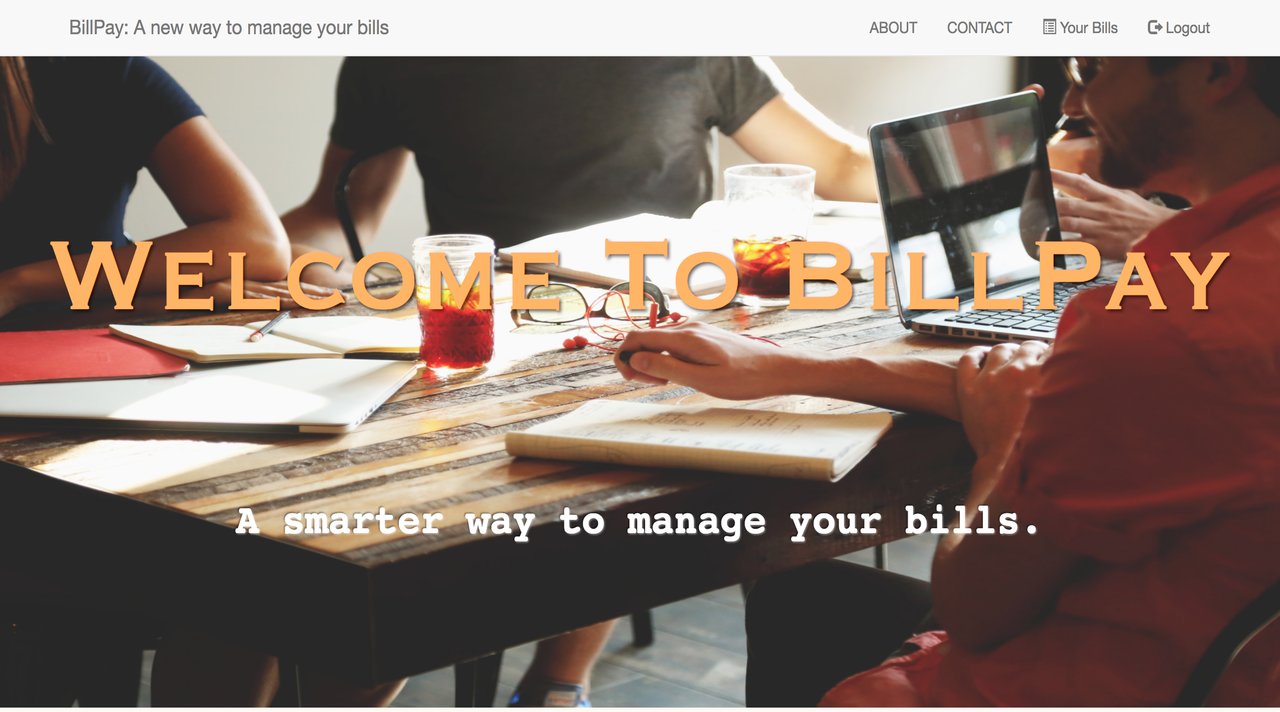 BillPay: A new way to manage your bills
ABOUT CONTACT Your Bills Logout
Welcome To BillPay
A smarter way to manage your bills.